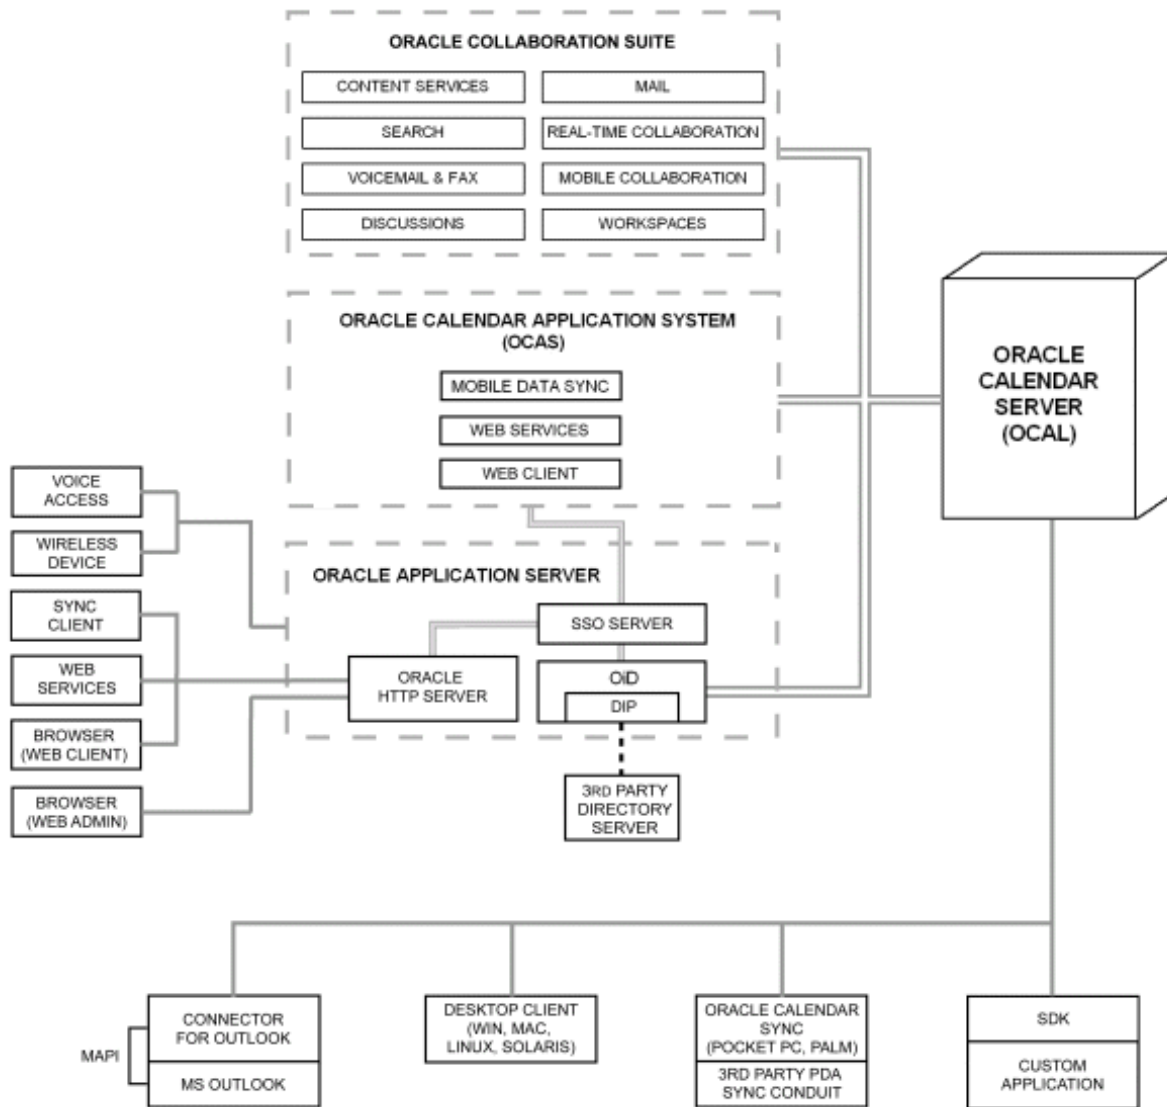 ORACLE COLLABORATION SUITE
CONTENT SERVICES
MAIL
SEARCH
REAL-TIME COLLABORATION
VOICEMAIL & FAX
MOBILE COLLABORATION
DISCUSSIONS
WORKSPACES
ORACLE CALENDAR APPLICATION SYSTEM
(OCAS)
MOBILE DATA SYNC
WEB SERVICES
WEB CLIENT
ORACLE
CALENDAR
SERVER
(OCAL)
VOICE
ACCESS
WIRELESS
DEVICE
SYNC
CLIENT
WEB
SERVICES
BROWSER
(WEB CLIENT)
BROWSER
(WEB ADMIN)
ORACLE APPLICATION SERVER
SSO SERVER
ORACLE
HTTP SERVER
OiD
DIP
3RD PARTY
DIRECTORY
SERVER
MAPI
CONNECTOR
FOR OUTLOOK
MS OUTLOOK
DESKTOP CLIENT
(WIN, MAC,
LINUX, SOLARIS)
ORACLE CALENDAR
SYNC
(POCKET PC, PALM)
3RD PARTY PDA
SYNC CONDUIT
SDK
CUSTOM
APPLICATION